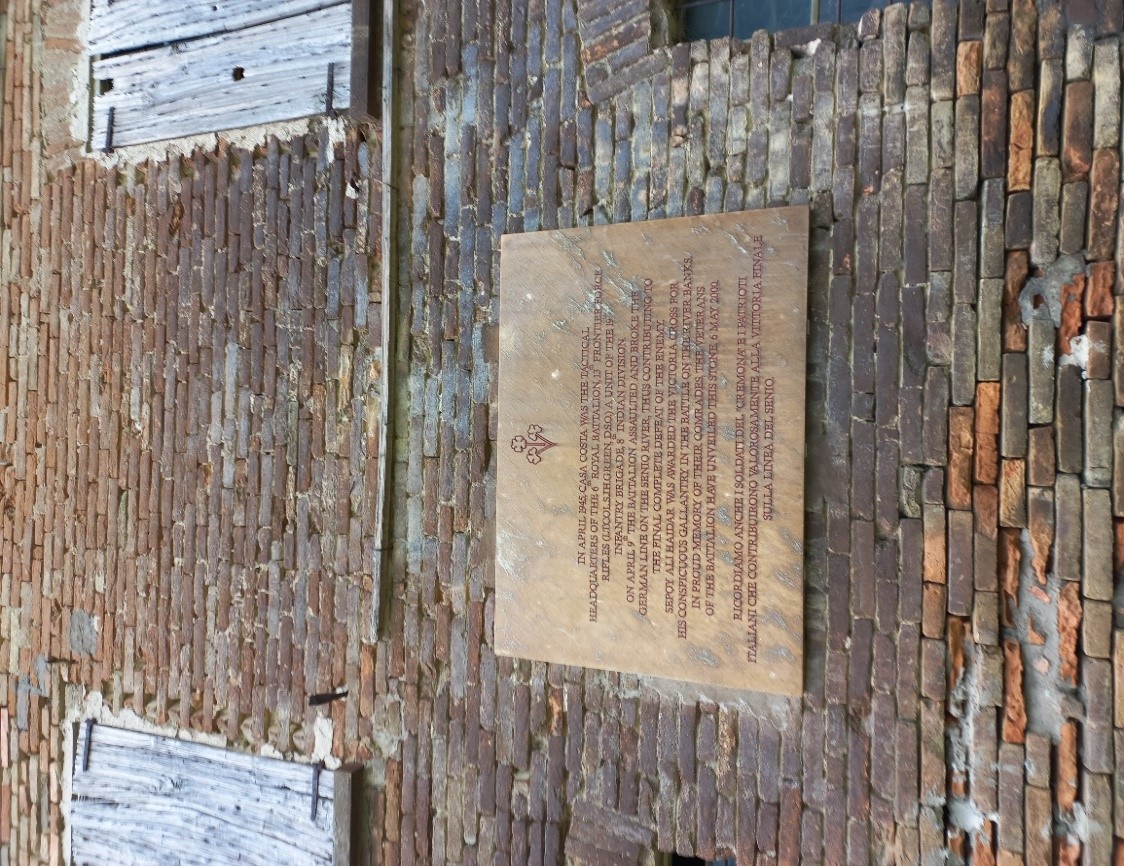 IN APRIL 1945, CASA COSTA WAS THE TACTICAL
HEADQUARTERS OF THE 6th ROYAL BATTALION, 13th FRONTIER FORCE
RIFLES (LT.COL.S.J.H.GREEN, DSO) A UNIT OF THE 19th
INFANTRY BRIGADE, 8th INDIAN DIVISION.
ON APRIL 9th THE BATTALION ASSAULTED AND BROKE THE
GERMAN LINE ON THE SENIO RIVER, THUS CONTRIBUTING TO
THE FINAL COMPLETE DEFEAT OF THE ENEMY.
SEPOY ALI HAIDAR WAS AWARDED THE VICTORIA CROSS FOR
HIS CONSPICUOUS GALLANTRY IN THE BATTLE ON THE RIVER BANKS.
IN PROUD MEMORY OF THEIR COMRADES, THE VETERANS
OF THE BATTALION HAVE UNVEILED THIS STONE, 6 MAY 2000.
RICORDIAMO ANCHE I SOLDATI DEL 'CREMONA' E I PATRIOTI
ITALIANI CHE CONTRIBUIRONO VALOROSAMENTE ALLA VITTORIA FINALE
SULLA LINEA DEL SENIO.